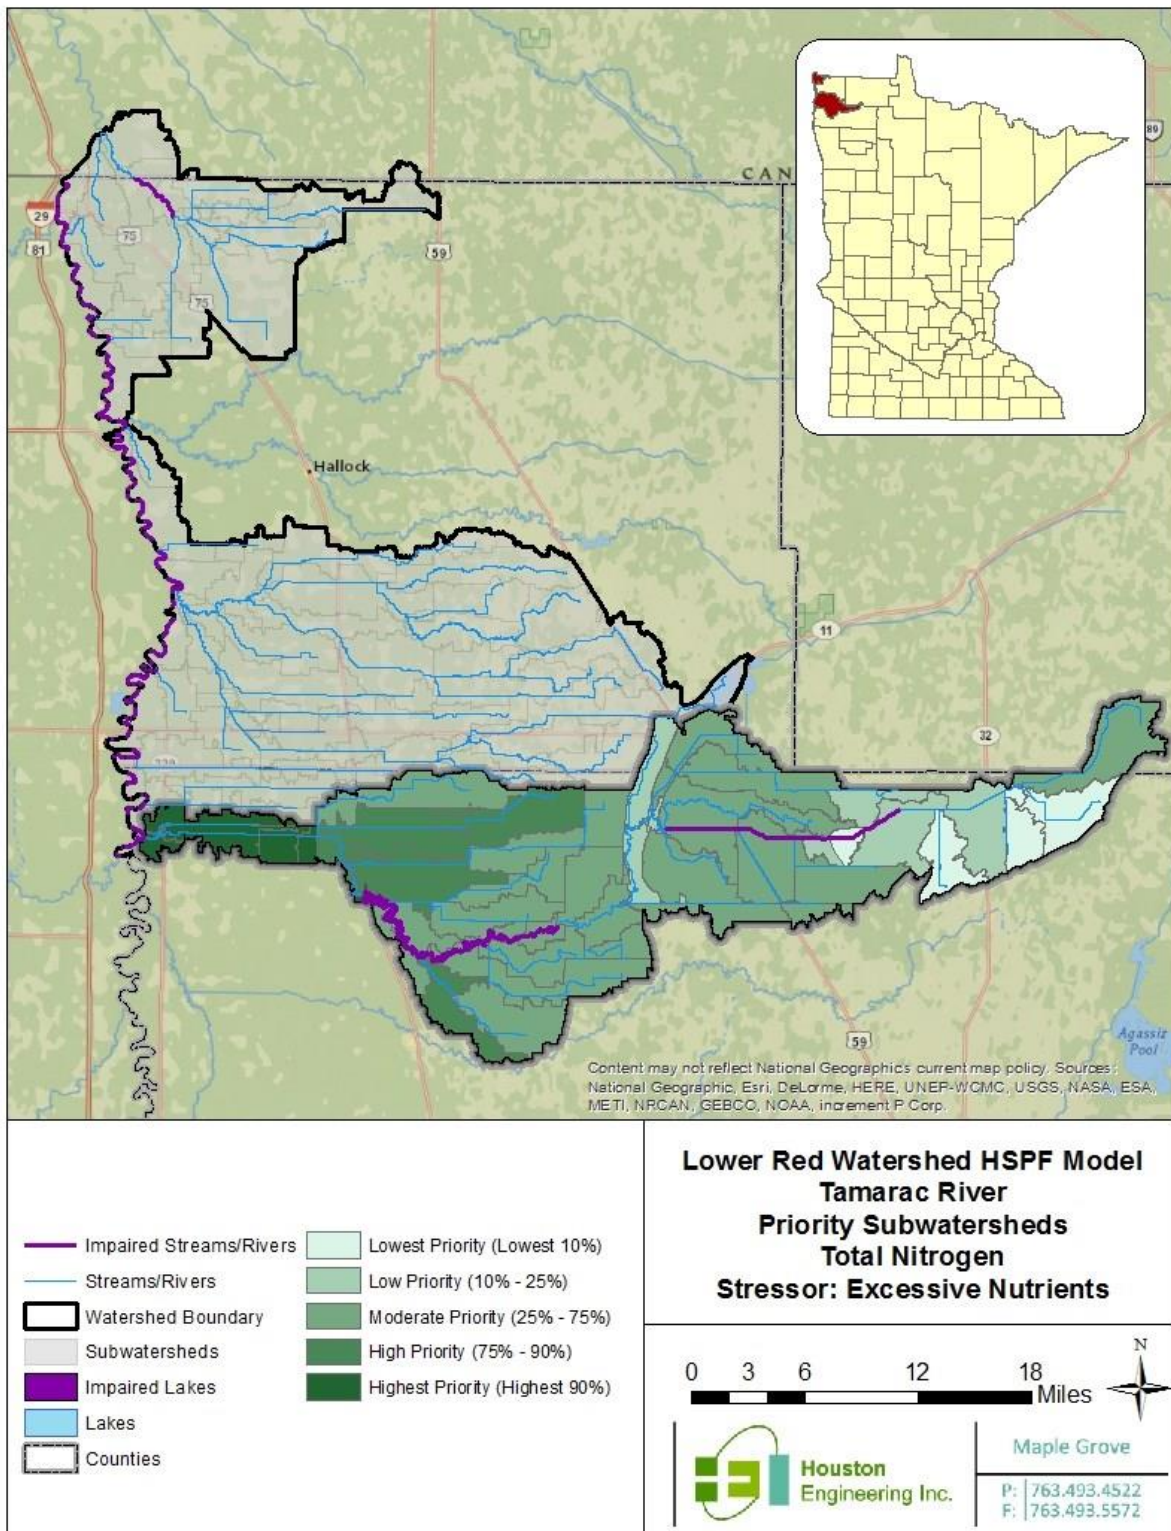 CAN
89
29
81
75
59
75
Hallock
11
32
59
Agassiz
Pool
Content may not reflect National Geographic's current map policy. Sources:
National Geographic, Esri, DeLorme, HERE, UNEP-WCMC, USGS, NASA, ESA,
METI, NRCAN, GEBCO, NOAA, increment P Corp.
Impaired Streams/Rivers
Streams/Rivers
Watershed Boundary
Subwatersheds
Impaired Lakes
Lakes
Counties
Lowest Priority (Lowest 10%)
Low Priority (10% - 25%)
Moderate Priority (25% - 75%)
High Priority (75% - 90%)
Highest Priority (Highest 90%)
Lower Red Watershed HSPF Model
Tamarac River
Priority Subwatersheds
Total Nitrogen
Stressor: Excessive Nutrients
0 3 6 12 18
Miles
N
Houston
Engineering Inc.
Maple Grove
P: 763.493.4522
F: 763.493.5572